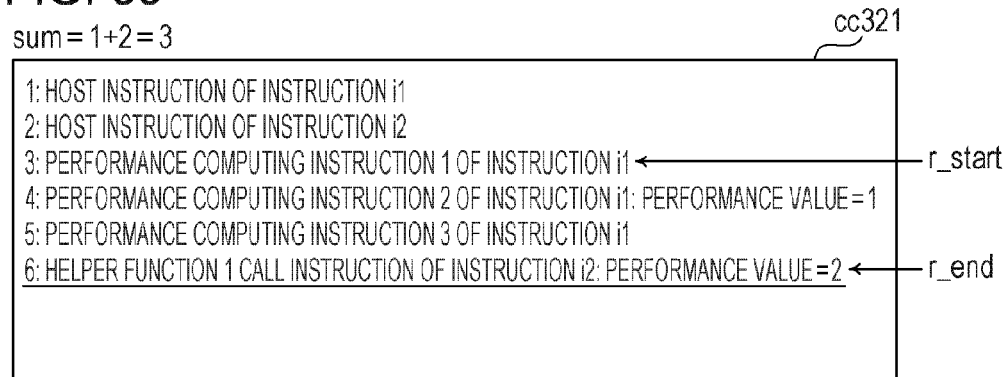 sum = 1+2 = 3
cc321
1: HOST INSTRUCTION OF INSTRUCTION i1
2: HOST INSTRUCTION OF INSTRUCTION i2
3: PERFORMANCE COMPUTING INSTRUCTION 1 OF INSTRUCTION i1
r_start
4: PERFORMANCE COMPUTING INSTRUCTION 2 OF INSTRUCTION i1: PERFORMANCE VALUE = 1
5: PERFORMANCE COMPUTING INSTRUCTION 3 OF INSTRUCTION i1
6: HELPER FUNCTION 1 CALL INSTRUCTION OF INSTRUCTION i2: PERFORMANCE VALUE = 2
r_end